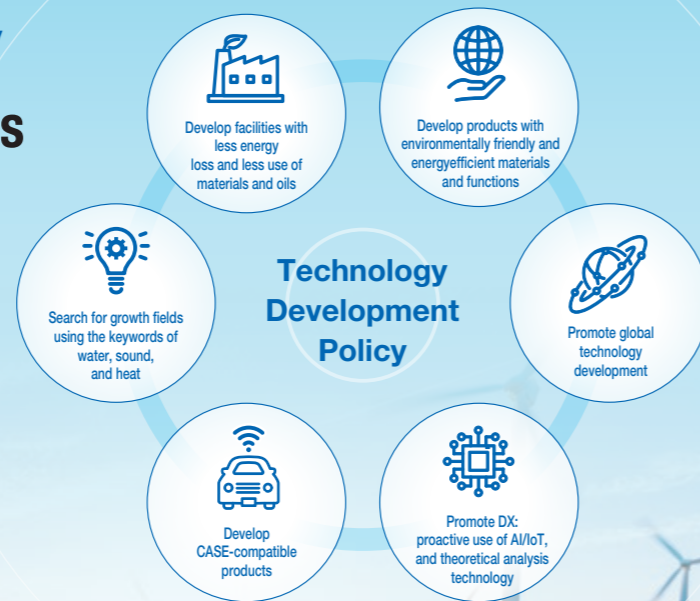 s
Develop facilities with
less energy
loss and less use of
materials and oils
Develop products with
environmentally friendly and
energyefficient materials
and functions
Search for growth fields
using the keywords of
water, sound,
and heat
Technology
Development
Policy
Promote global
technology
development
Develop
CASE-compatible
products
Promote DX:
proactive use of AI/IoT,
and theoretical analysis
technology